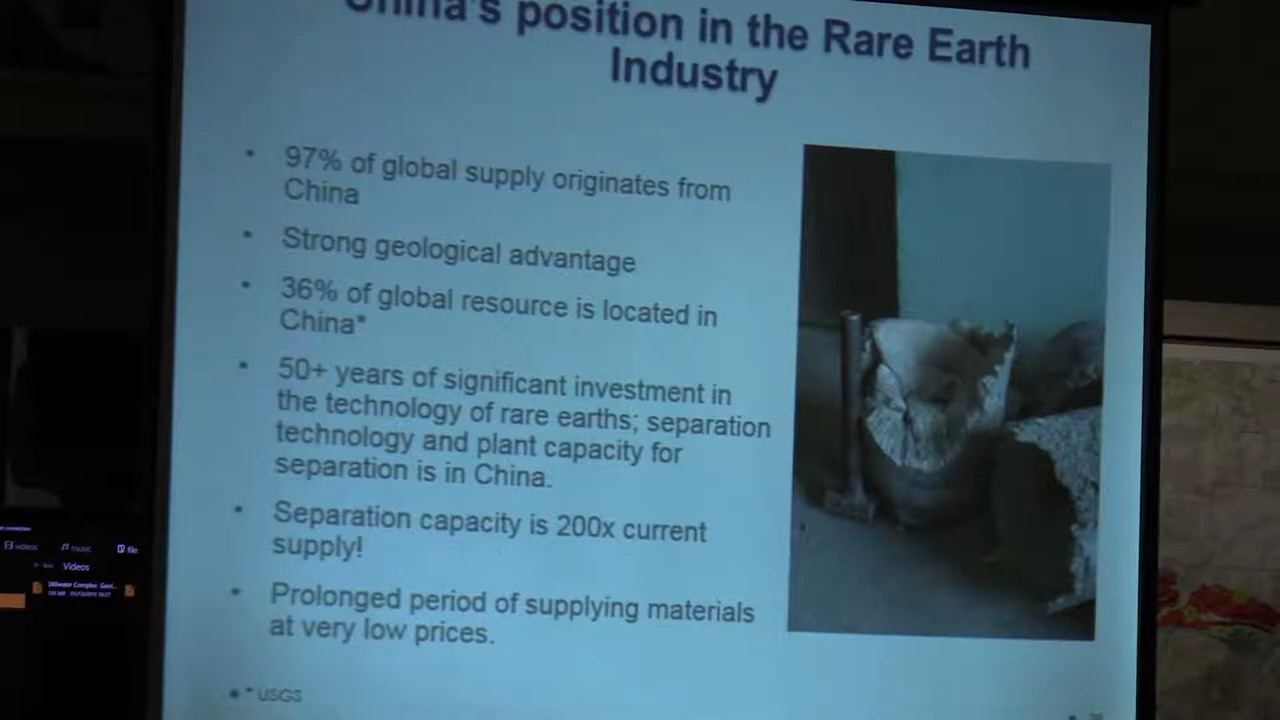 China's position in the Rare Earth
Industry
• 97% of global supply originates from
China
• Strong geological advantage
• 36% of global resource is located in
China*
• 50+ years of significant investment in
the technology of rare earths; separation
technology and plant capacity for
separation is in China.
• Separation capacity is 200x current
supply!
• Prolonged period of supplying materials
at very low prices.
• * USGS
videos music file
Videos
Stillwater Complex